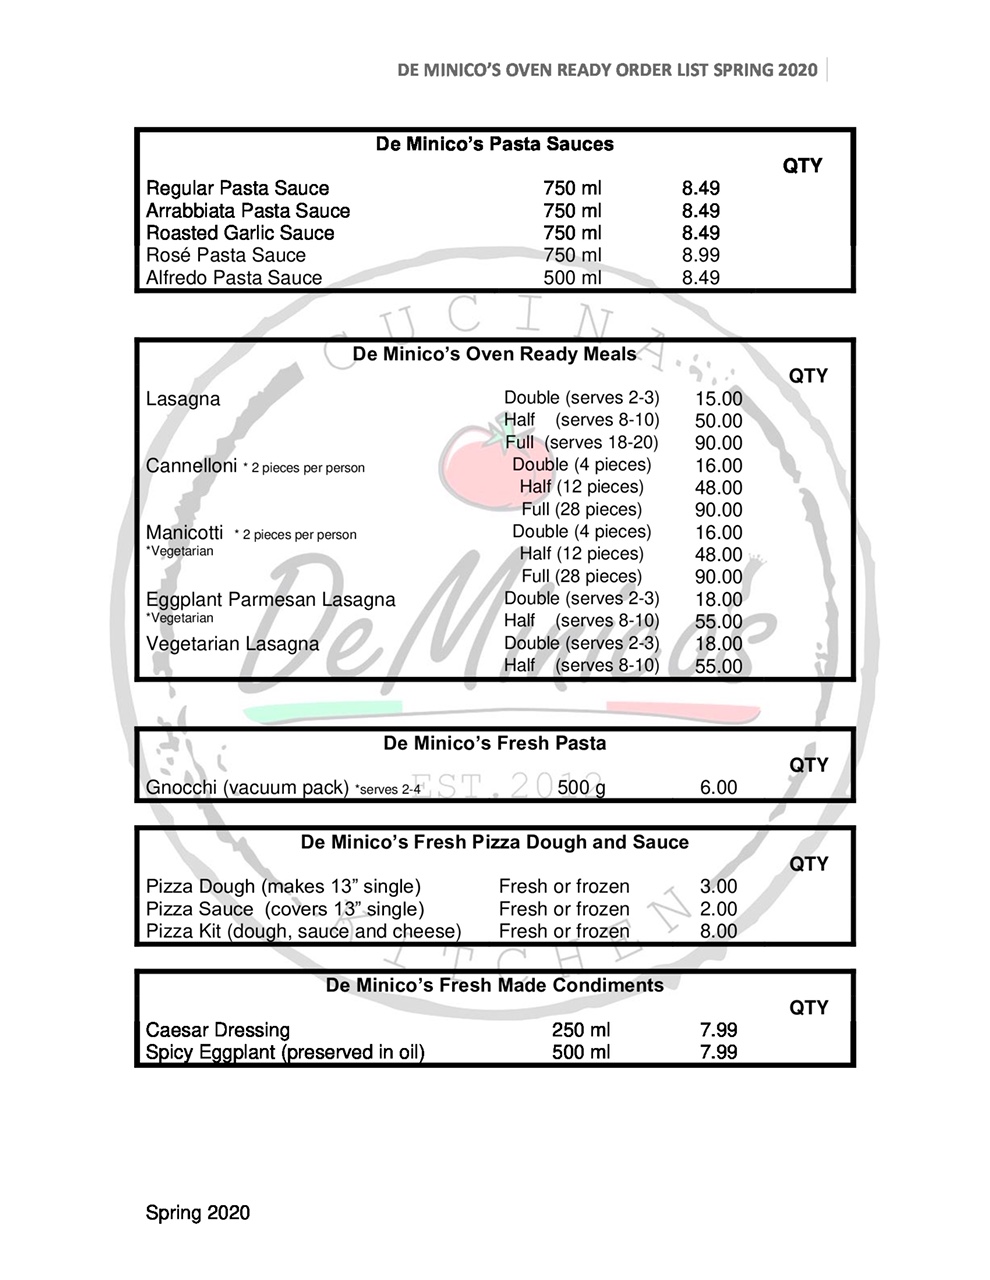 DE MINICO'S OVEN READY ORDER LIST SPRING 2020
De Minico's Pasta Sauces
QTY
Regular Pasta Sauce 750 ml 8.49
Arrabbiata Pasta Sauce 750 ml 8.49
Roasted Garlic Sauce 750 ml 8.49
Rosé Pasta Sauce 750 ml 8.99
Alfredo Pasta Sauce 500 ml 8.49
CUCINA
De Minico's Oven Ready Meals
QTY
Lasagna Double (serves 2-3) 15.00
Half (serves 8-10) 50.00
Full (serves 18-20) 90.00
Cannelloni * 2 pieces per person Double (4 pieces) 16.00
Half (12 pieces) 48.00
Full (28 pieces) 90.00
Manicotti * 2 pieces per person Double (4 pieces) 16.00
*Vegetarian Half (12 pieces) 48.00
Full (28 pieces) 90.00
Eggplant Parmesan Lasagna Double (serves 2-3) 18.00
*Vegetarian Half (serves 8-10) 55.00
Vegetarian Lasagna Double (serves 2-3) 18.00
Half (serves 8-10) 55.00
DeMinico's
De Minico's Fresh Pasta
QTY
Gnocchi (vacuum pack) *serves 2-4 500 g 6.00
EST.2012
De Minico's Fresh Pizza Dough and Sauce
QTY
Pizza Dough (makes 13" single) Fresh or frozen 3.00
Pizza Sauce (covers 13" single) Fresh or frozen 2.00
Pizza Kit (dough, sauce and cheese) Fresh or frozen 8.00
KITCHEN
De Minico's Fresh Made Condiments
QTY
Caesar Dressing 250 ml 7.99
Spicy Eggplant (preserved in oil) 500 ml 7.99
Spring 2020